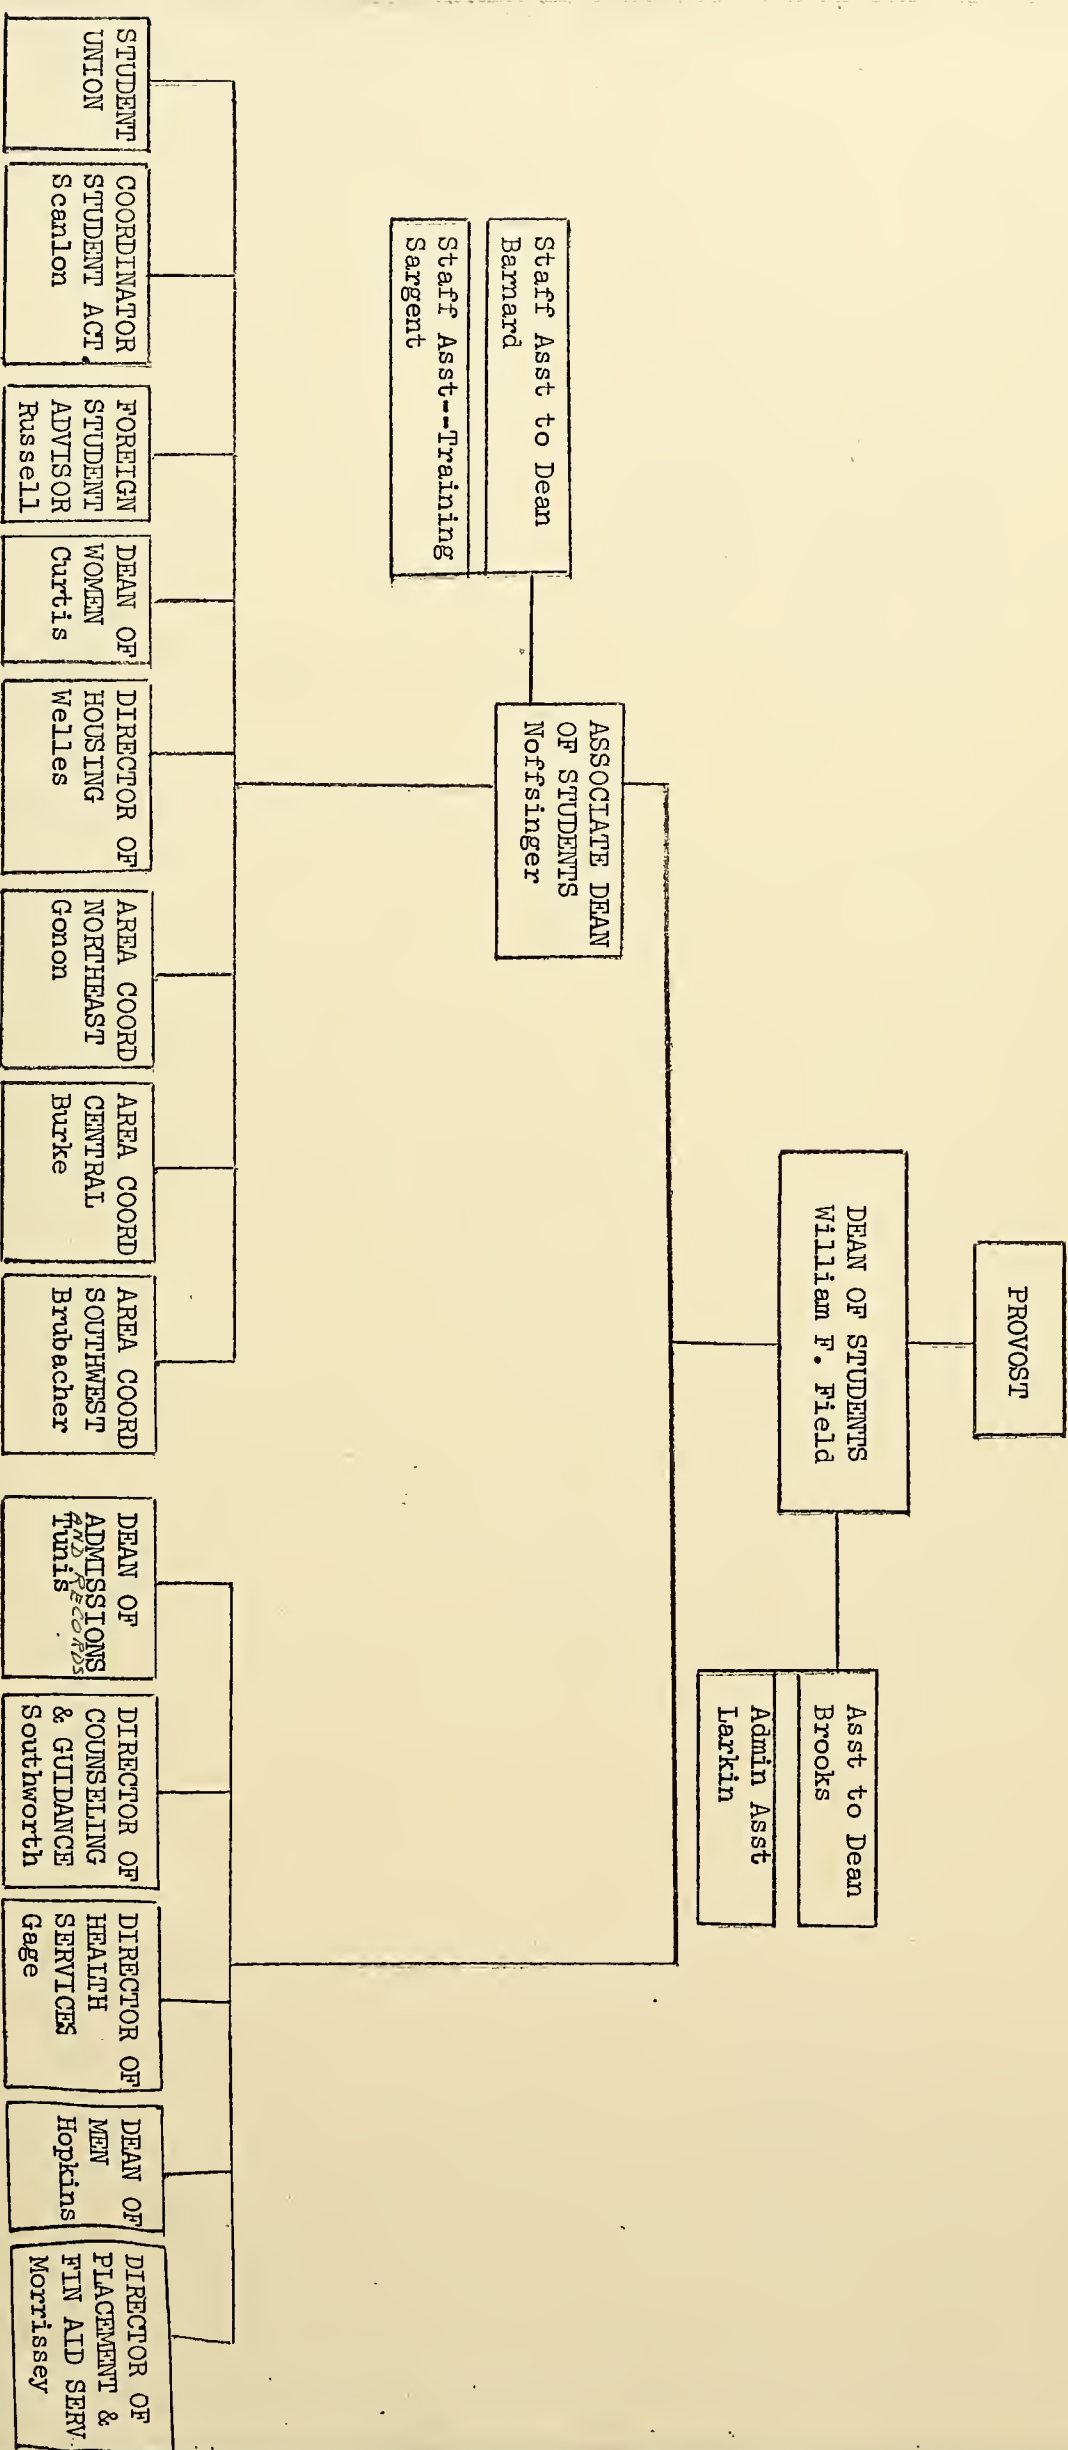 PROVOST
DEAN OF STUDENTS
William F. Field
Asst to Dean
Brooks
Admin Asst
Larkin
ASSOCIATE DEAN
OF STUDENTS
Noffsinger
Staff Asst to Dean
Barnard
Staff Asst--Training
Sargent
STUDENT
UNION
COORDINATOR
STUDENT ACT.
Scanlon
FOREIGN
STUDENT
ADVISOR
Russell
DEAN OF
WOMEN
Curtis
DIRECTOR OF
HOUSING
Welles
AREA COORD
NORTHEAST
Gonon
AREA COORD
CENTRAL
Burke
AREA COORD
SOUTHWEST
Brubacher
DEAN OF
ADMISSIONS
AND RECORDS
Tunis
DIRECTOR OF
COUNSELING
& GUIDANCE
Southworth
DIRECTOR OF
HEALTH
SERVICES
Gage
DEAN OF
MEN
Hopkins
DIRECTOR OF
PLACEMENT &
FIN AID SERV.
Morrissey